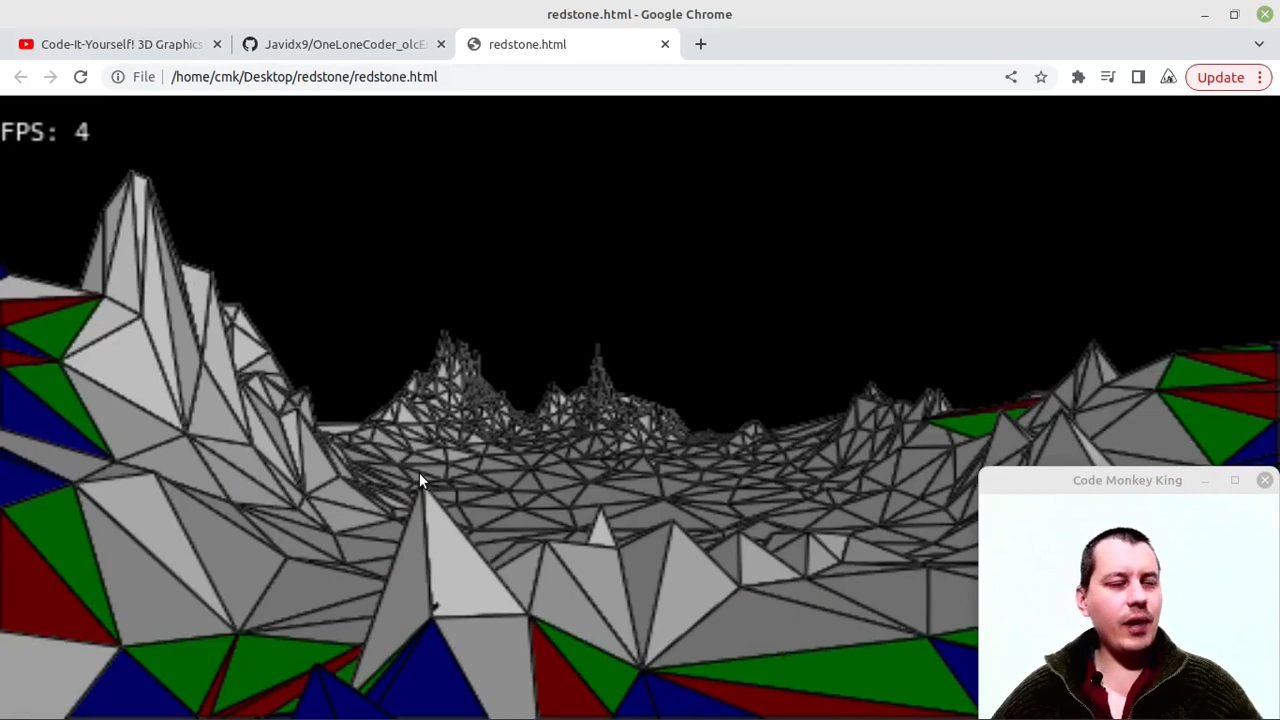 redstone.html - Google Chrome
Code-It-Yourself! 3D Graphics
Javidx9/OneLoneCoder_olcE
redstone.html
File
/home/cmk/Desktop/redstone/redstone.html
Update
FPS: 4
Code Monkey King